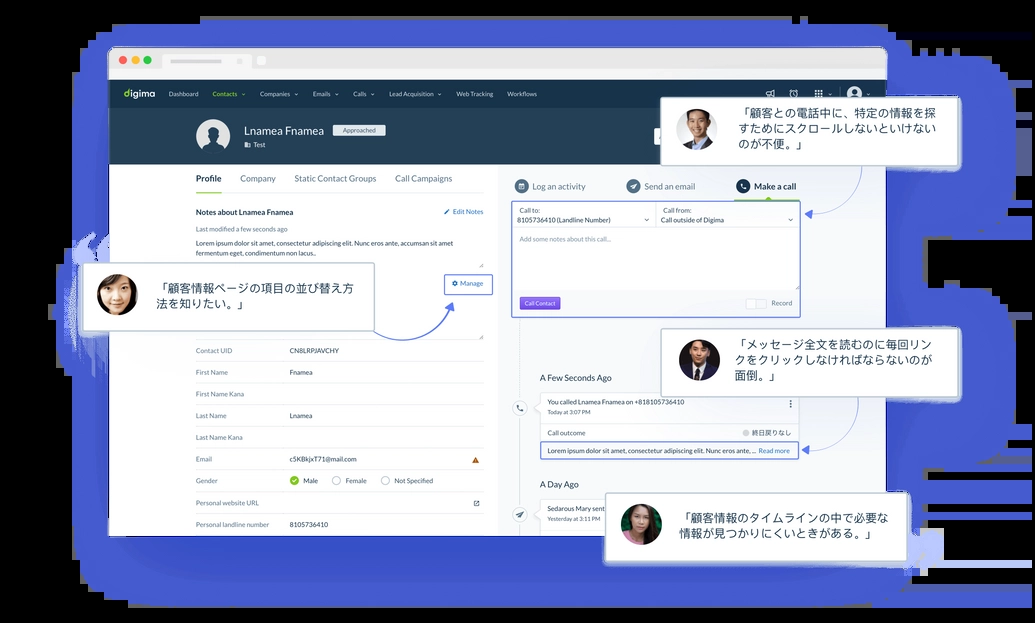 digima
Dashboard
Contacts
Companies
Emails
Calls
Lead Acquisition
Web Tracking
Workflows
Lnamea Fnamea
Approached
Test
「顧客との電話中に、特定の情報を探
すためにスクロールしないといけない
のが不便。」
Profile
Company
Static Contact Groups
Call Campaigns
Log an activity
Send an email
Make a call
Notes about Lnamea Fnamea
Edit Notes
Last modified a few seconds ago
Lorem ipsum dolor sit amet, consectetur adipiscing elit. Nunc eros ante, accumsan sit amet
fermentum eget, condimentum non lacus..
Call to:
8105736410 (Landline Number)
Call from:
Call outside of Digima
Add some notes about this call...
Call Contact
Record
Manage
「顧客情報ページの項目の並び替え方
法を知りたい。」
Contact UID
CN8LRPJAVCHY
First Name
Fnamea
First Name Kana
Last Name
Lnamea
Last Name Kana
Email
c5KBkjxT71@mail.com
Gender
Male
Female
Not Specified
Personal website URL
Personal landline number
8105736410
「メッセージ全文を読むのに毎回リン
クをクリックしなければならないのが
面倒。」
A Few Seconds Ago
You called Lnamea Fnamea on +818105736410
Today at 3:07 PM
Call outcome
終日戻りなし
Lorem ipsum dolor sit amet, consectetur adipiscing elit. Nunc eros ante, ... Read more
A Day Ago
Sedarous Mary sent
Yesterday at 3:11 PM
「顧客情報のタイムラインの中で必要な
情報が見つかりにくいときがある。」